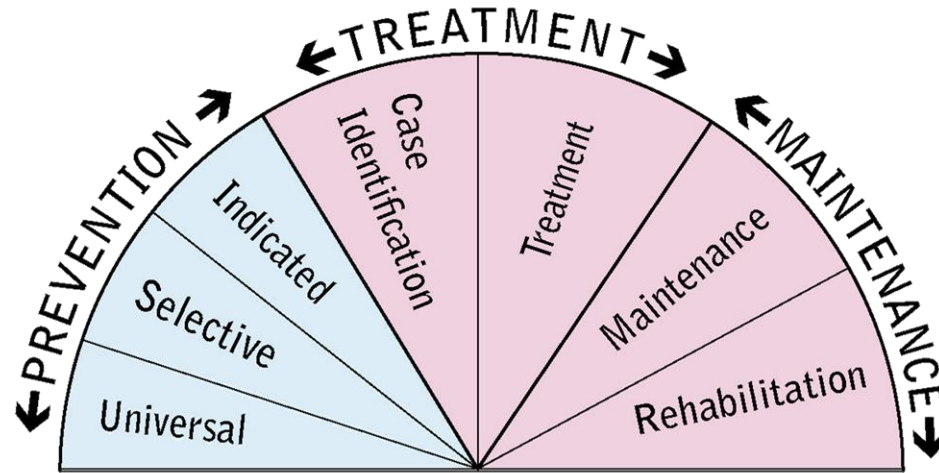 PREVENTION
TREATMENT
MAINTENANCE
Universal
Selective
Indicated
Case
Identification
Treatment
Maintenance
Rehabilitation